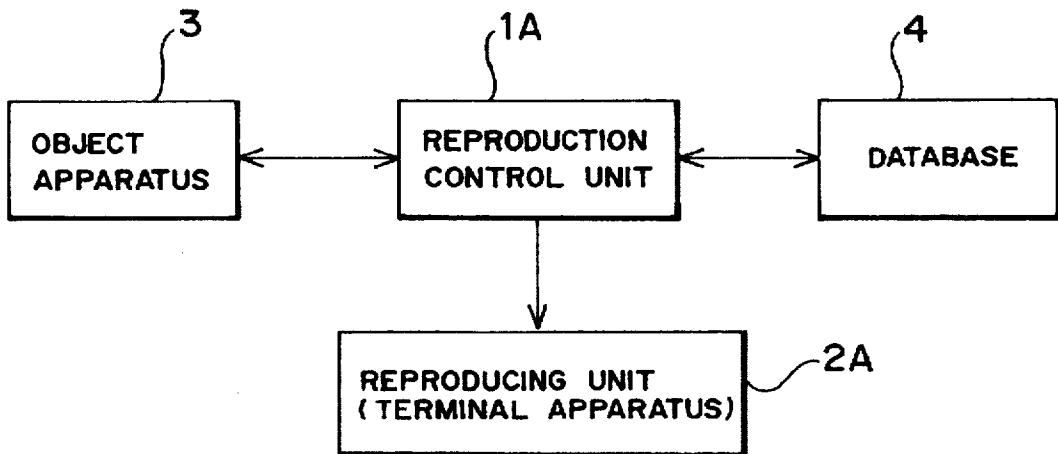 3
1A
4
OBJECT
APPARATUS
REPRODUCTION
CONTROL UNIT
DATABASE
2A
REPRODUCING UNIT
(TERMINAL APPARATUS)